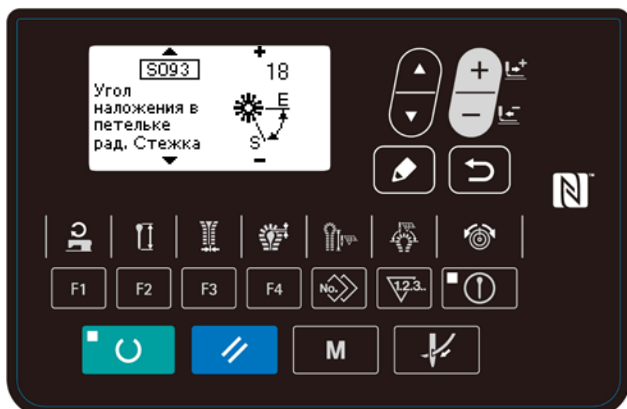 S093
+
18
Угол
наложения в
петельке
рад. Стежка
E
S
−
+
−
F1
F2
F3
F4
No.
1.2.3..
M
N